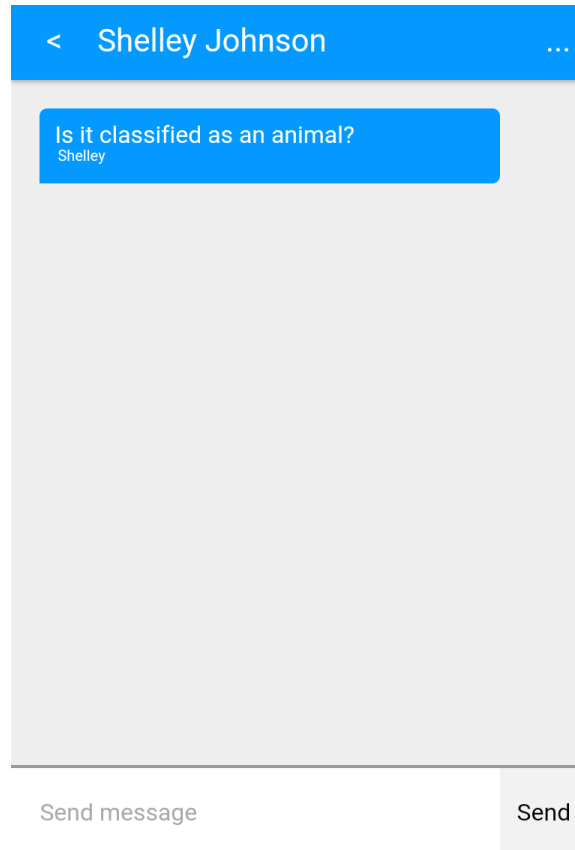 < Shelley Johnson ...
Is it classified as an animal?
Shelley
Send message Send